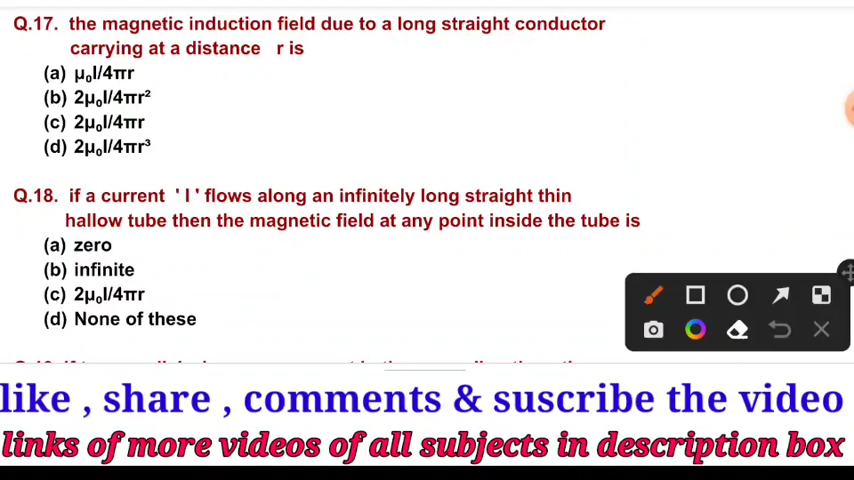 Q.17. the magnetic induction field due to a long straight conductor
carrying at a distance r is
(a) μ₀I/4πr
(b) 2μ₀I/4πr²
(c) 2μ₀I/4πr
(d) 2μ₀I/4πr³
Q.18. if a current ' I ' flows along an infinitely long straight thin
hallow tube then the magnetic field at any point inside the tube is
(a) zero
(b) infinite
(c) 2μ₀I/4πr
(d) None of these
like , share , comments & suscribe the video
links of more videos of all subjects in description box